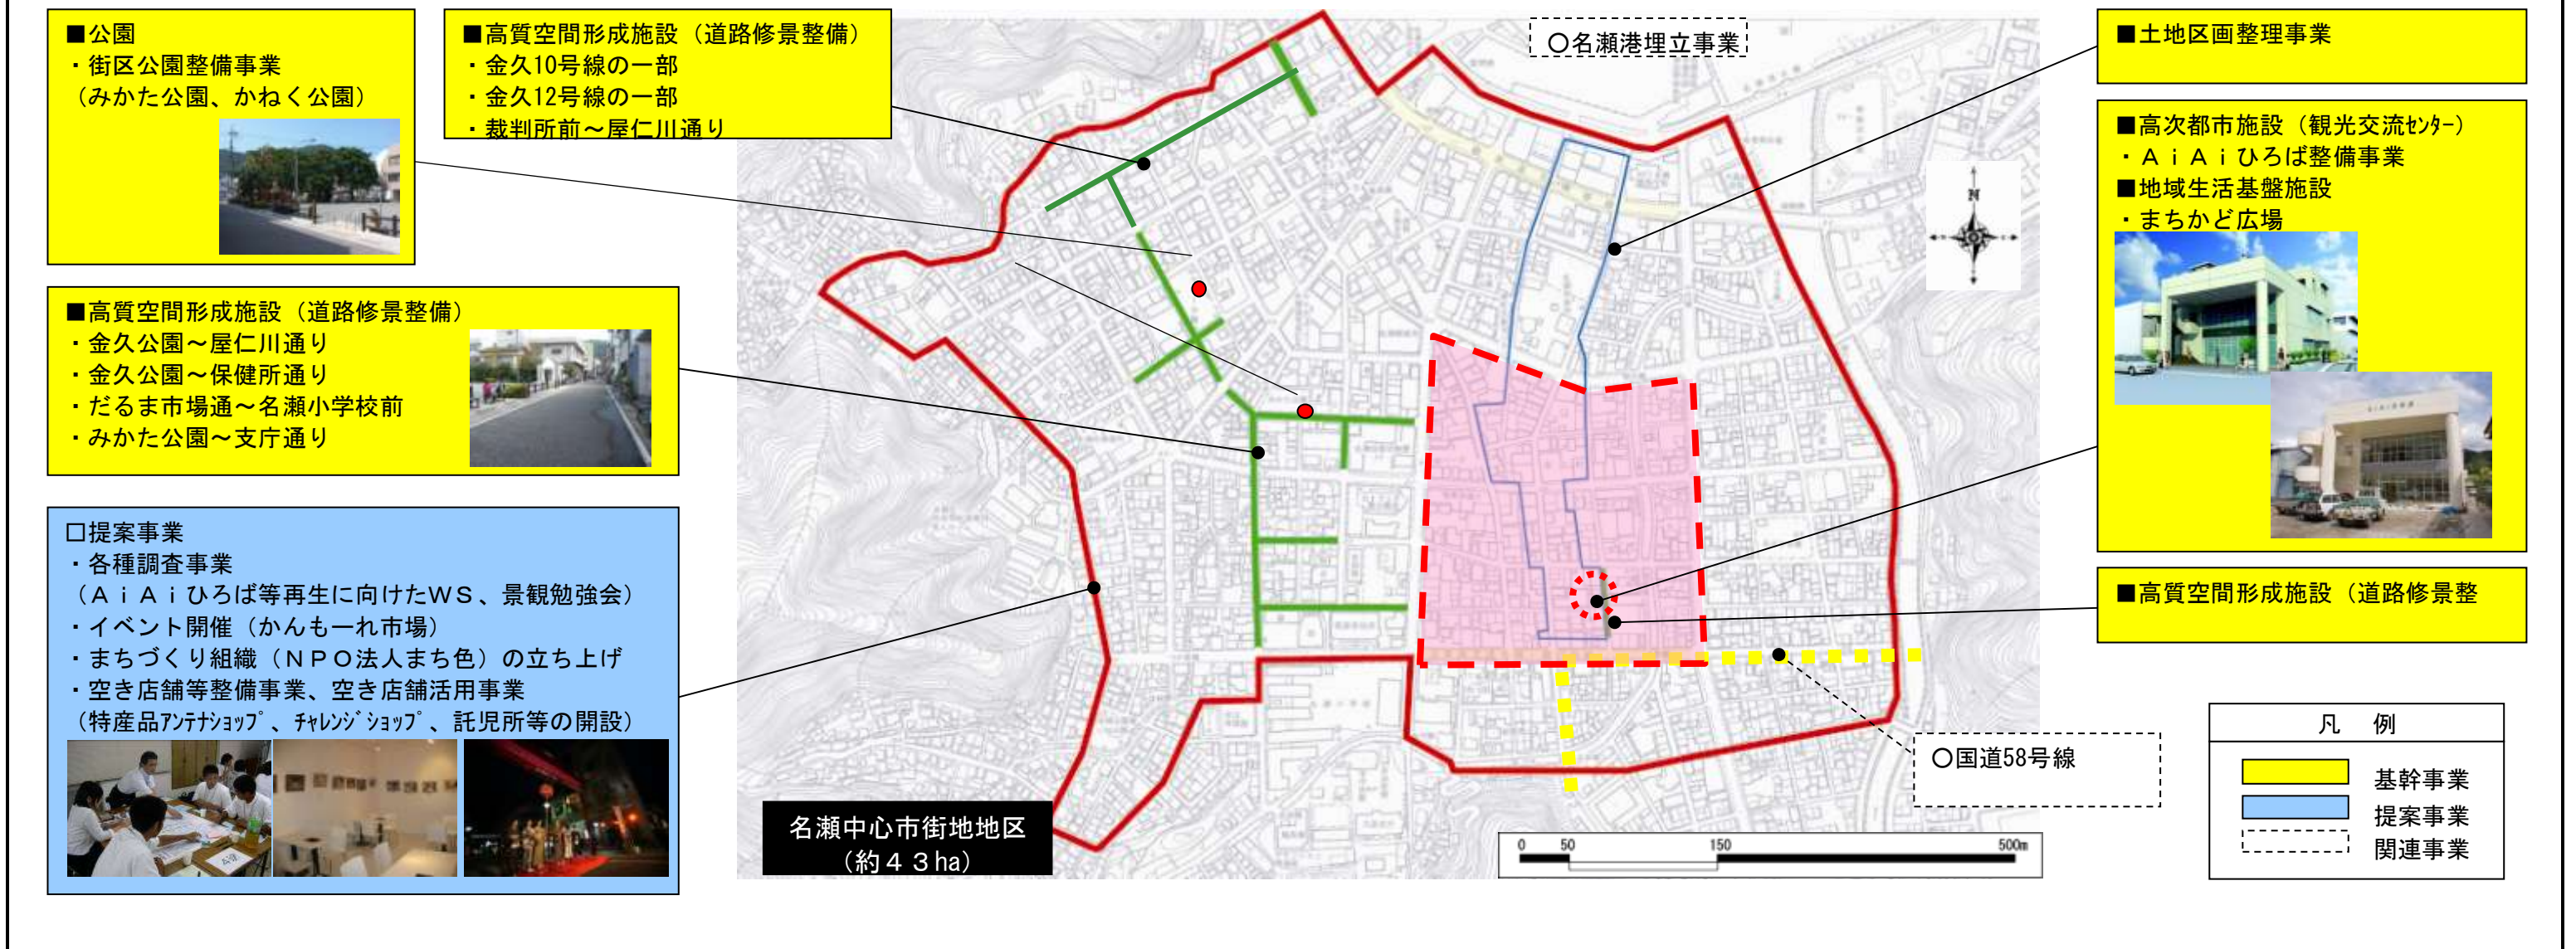 ■公園
・街区公園整備事業
（みかた公園、かねく公園）
■高質空間形成施設（道路修景整備）
・金久10号線の一部
・金久12号線の一部
・裁判所前～屋仁川通り
■高質空間形成施設（道路修景整備）
・金久公園～屋仁川通り
・金久公園～保健所通り
・だるま市場通～名瀬小学校前
・みかた公園～支庁通り
□提案事業
・各種調査事業
（ＡｉＡｉひろば等再生に向けたＷＳ、景観勉強会）
・イベント開催（かんもーれ市場）
・まちづくり組織（ＮＰＯ法人まち色）の立ち上げ
・空き店舗等整備事業、空き店舗活用事業
（特産品ｱﾝﾃﾅｼｮｯﾌﾟ、ﾁｬﾚﾝｼﾞｼｮｯﾌﾟ、託児所等の開設）
〇名瀬港埋立事業
N
■土地区画整理事業
■高次都市施設（観光交流ｾﾝﾀｰ）
・ＡｉＡｉひろば整備事業
■地域生活基盤施設
・まちかど広場
■高質空間形成施設（道路修景整
〇国道58号線
名瀬中心市街地地区
（約４３ha）
0 50 150 500m
凡 例
基幹事業
提案事業
関連事業